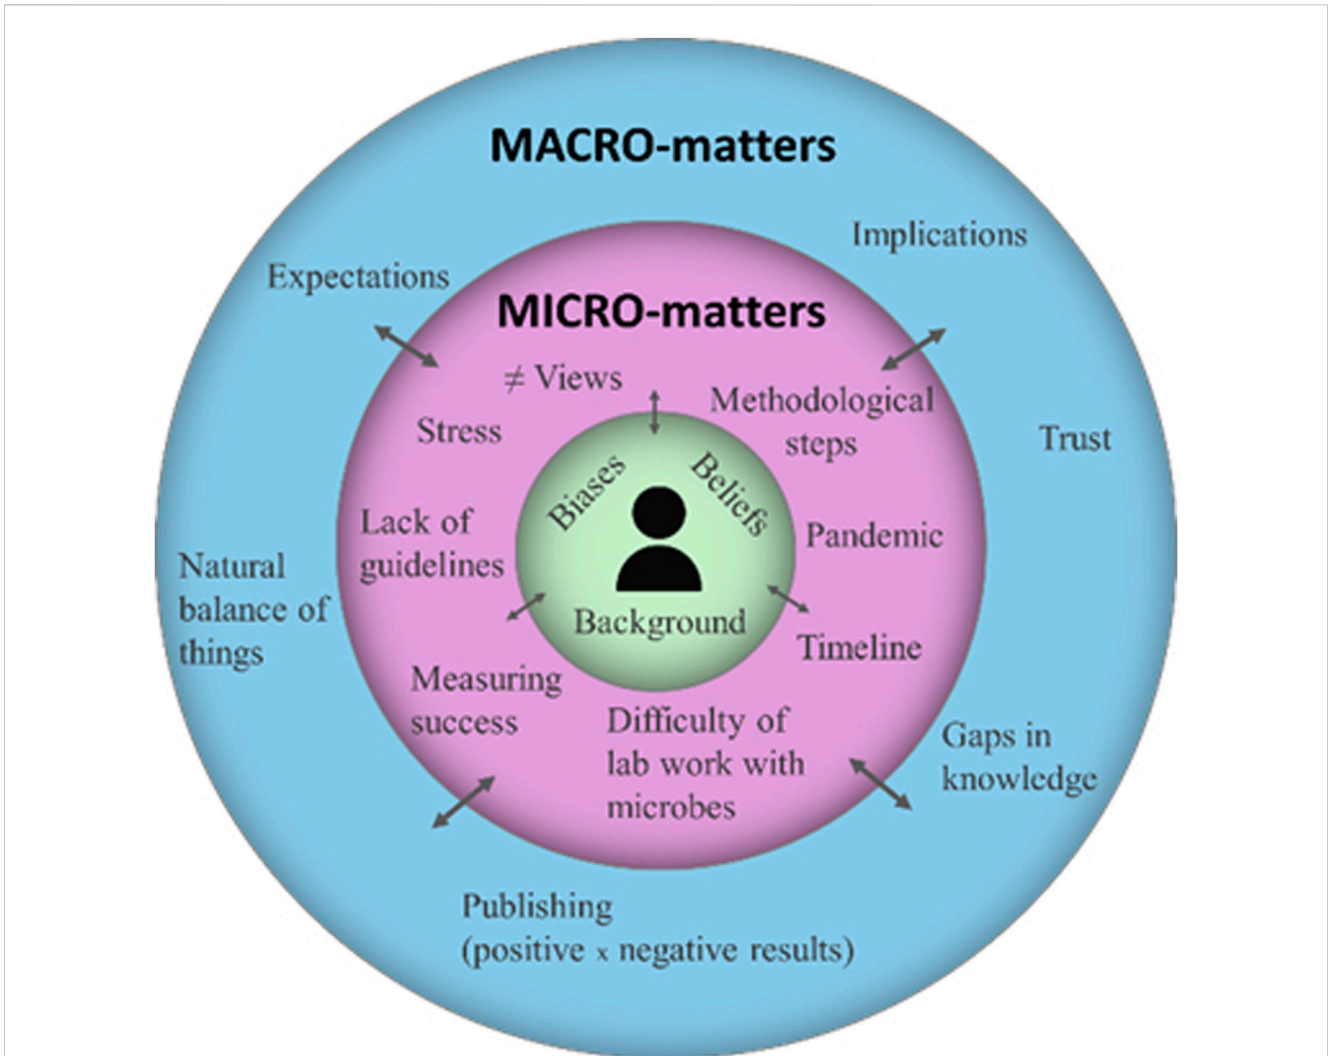 MACRO-matters
Implications
Expectations
MICRO-matters
≠ Views
Methodological
steps
Stress
Trust
Biases
Beliefs
Lack of
guidelines
Pandemic
Natural
balance of
things
Background
Timeline
Measuring
success
Difficulty of
lab work with
microbes
Gaps in
knowledge
Publishing
(positive x negative results)